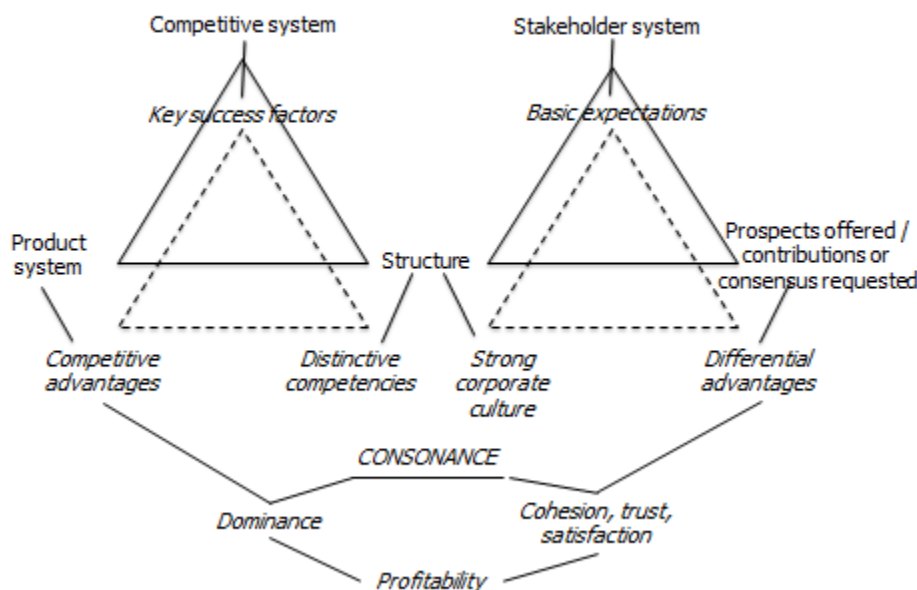 Competitive system
Stakeholder system
Key success factors
Basic expectations
Product
system
Structure
Prospects offered /
contributions or
consensus requested
Competitive
advantages
Distinctive
competencies
Strong
corporate
culture
Differential
advantages
CONSONANCE
Dominance
Cohesion, trust,
satisfaction
Profitability